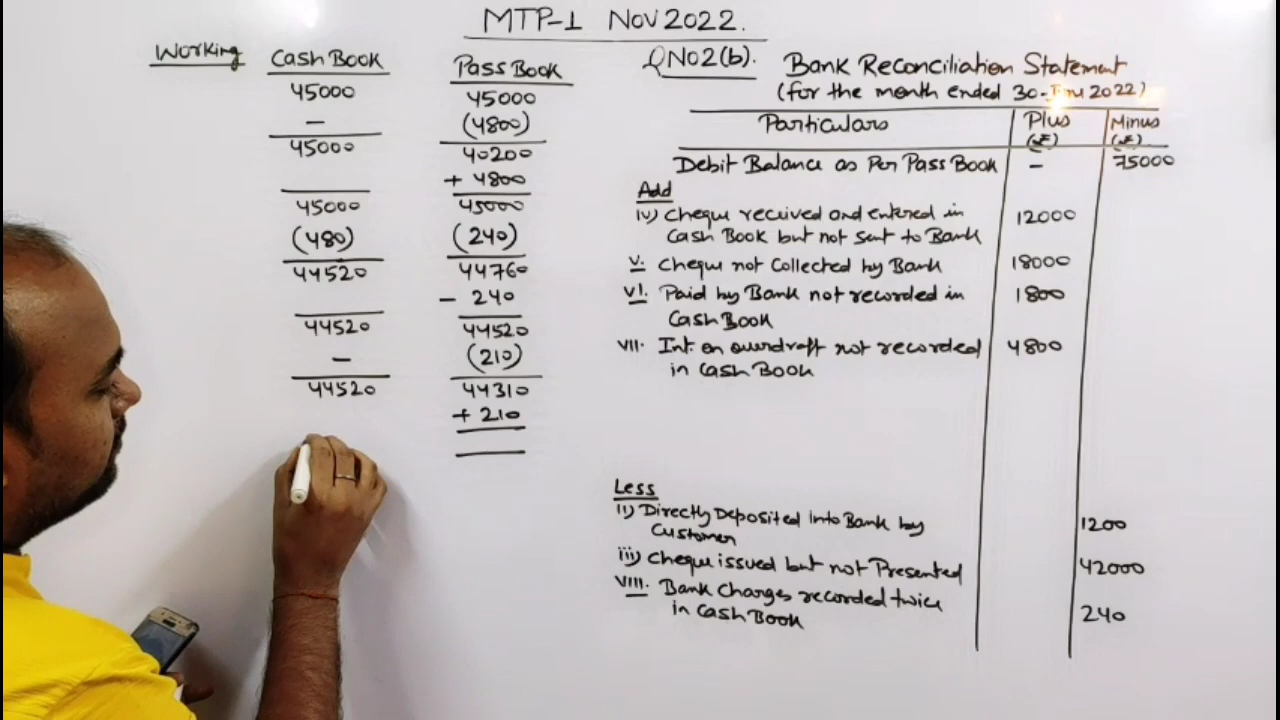 MTP-1 NOV 2022.
Working
Cash Book
45000
–
45000
45000
(480)
44520
44520
–
44520
Pass Book
45000
(4800)
40200
+ 4800
45000
(240)
44760
– 240
44520
(210)
44310
+ 210
QNo2(b).
Bank Reconciliation Statement
(for the month ended 30- 2022)
Particulars
Plus
(₹)
Minus
(₹)
Debit Balance as Per Pass Book – 75000
Add
iv) Cheque received and entered in 12000
Cash Book but not sent to Bank
v. Cheque not Collected by Bank 18000
vi. Paid by Bank not recorded in 1800
Cash Book
vii. Int. on overdraft not recorded 4800
in Cash Book
Less
ii) Directly Deposited into Bank by 1200
Customer
iii) Cheque issued but not Presented 42000
viii. Bank Charges recorded twice
in Cash Book 240